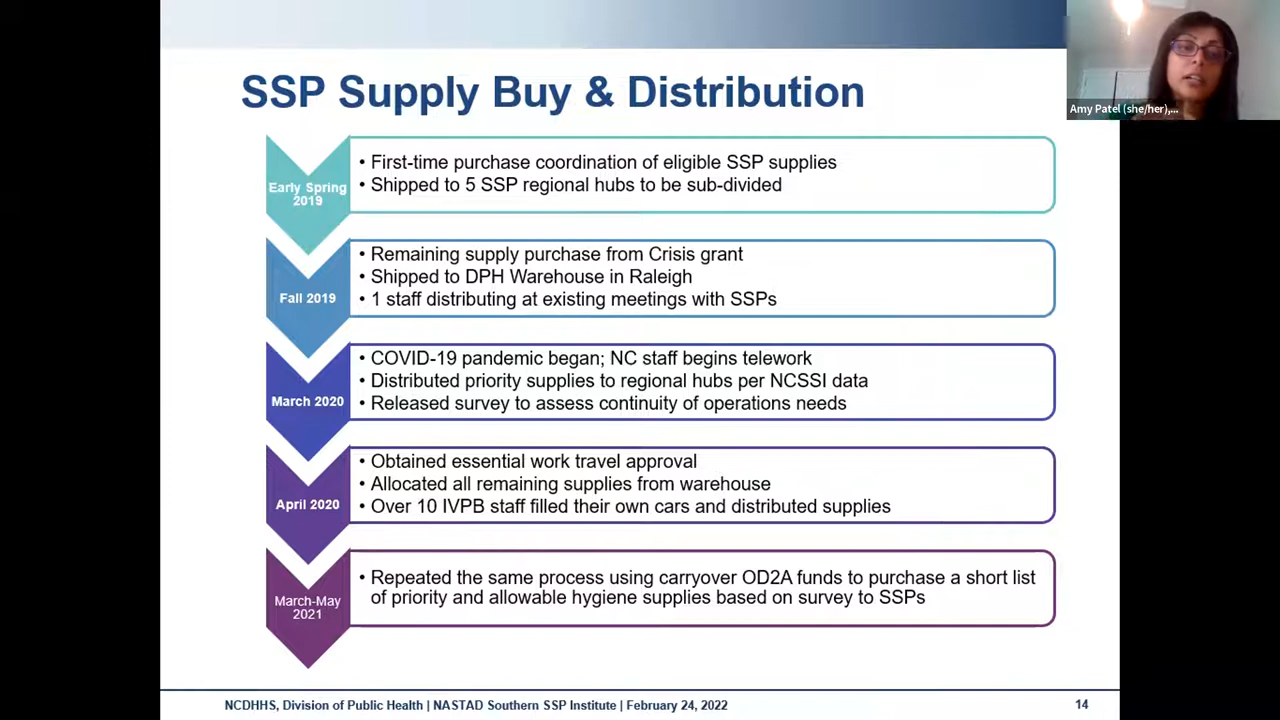 Amy Patel (she/her),...
SSP Supply Buy & Distribution
Early Spring
2019
• First-time purchase coordination of eligible SSP supplies
• Shipped to 5 SSP regional hubs to be sub-divided
Fall 2019
• Remaining supply purchase from Crisis grant
• Shipped to DPH Warehouse in Raleigh
• 1 staff distributing at existing meetings with SSPs
March 2020
• COVID-19 pandemic began; NC staff begins telework
• Distributed priority supplies to regional hubs per NCSSI data
• Released survey to assess continuity of operations needs
April 2020
• Obtained essential work travel approval
• Allocated all remaining supplies from warehouse
• Over 10 IVPB staff filled their own cars and distributed supplies
March-May
2021
• Repeated the same process using carryover OD2A funds to purchase a short list
of priority and allowable hygiene supplies based on survey to SSPs
NCDHHS, Division of Public Health | NASTAD Southern SSP Institute | February 24, 2022
14